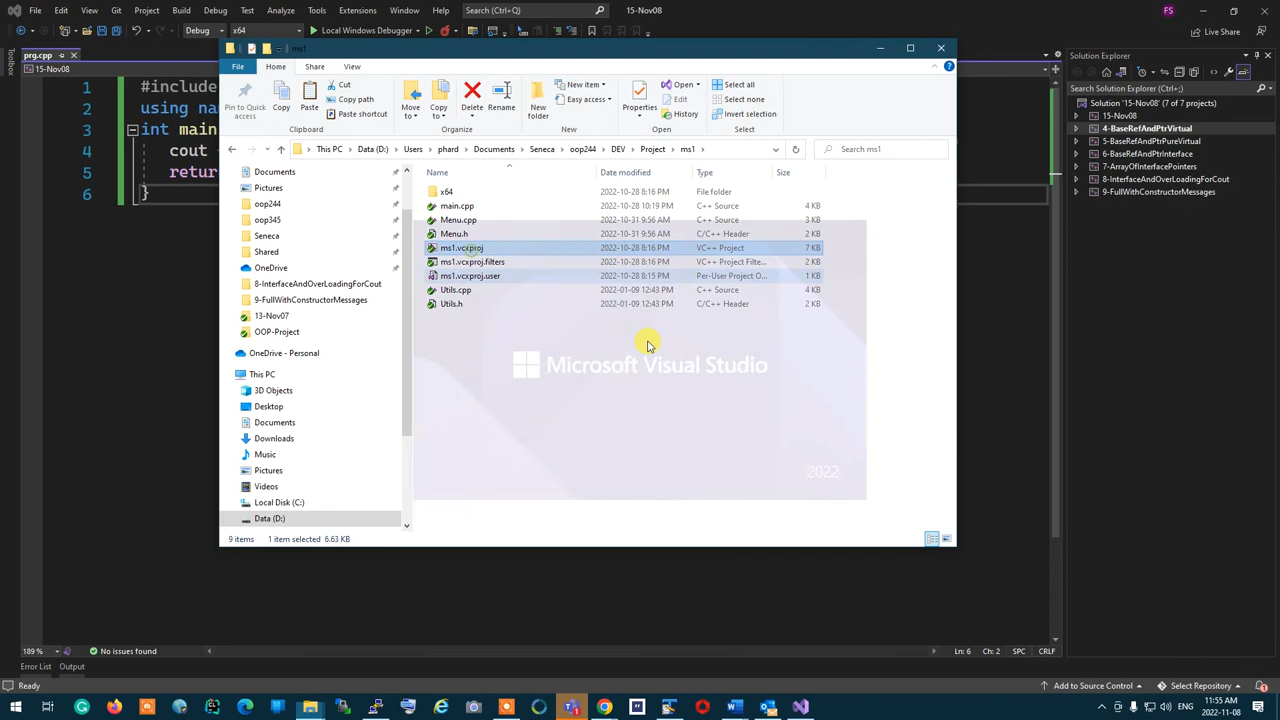 File Edit View Git Project Build Debug Test Analyze Tools Extensions Window Help Search (Ctrl+Q) 15-Nov08 FS
Debug x64 Local Windows Debugger Live Share
prg.cpp
15-Nov08
Toolbox
1 #include
2 using na
3 int main
4 cout
5 return
6 }
ms1
File Home Share View
Pin to Quick access
Copy
Paste
Cut
Copy path
Paste shortcut
Clipboard
Move to
Copy to
Delete
Rename
Organize
New folder
New item
Easy access
New
Properties
Open
Edit
History
Open
Select all
Select none
Invert selection
Select
This PC Data (D:) Users phard Documents Seneca oop244 DEV Project ms1
Search ms1
Documents
Pictures
oop244
oop345
Seneca
Shared
OneDrive
8-InterfaceAndOverLoadingForCout
9-FullWithConstructorMessages
13-Nov07
OOP-Project
OneDrive - Personal
This PC
3D Objects
Desktop
Documents
Downloads
Music
Pictures
Videos
Local Disk (C:)
Data (D:)
Name Date modified Type Size
x64 2022-10-28 8:16 PM File folder
main.cpp 2022-10-28 10:19 PM C++ Source 4 KB
Menu.cpp 2022-10-31 9:56 AM C++ Source 3 KB
Menu.h 2022-10-31 9:56 AM C/C++ Header 2 KB
ms1.vcxproj 2022-10-28 8:16 PM VC++ Project 7 KB
ms1.vcxproj.filters 2022-10-28 8:16 PM VC++ Project Filte... 2 KB
ms1.vcxproj.user 2022-10-28 8:15 PM Per-User Project O... 1 KB
Utils.cpp 2022-01-09 12:43 PM C++ Source 4 KB
Utils.h 2022-01-09 12:43 PM C/C++ Header 2 KB
Microsoft Visual Studio
2022
9 items 1 item selected 6.63 KB
Solution Explorer
Search Solution Explorer (Ctrl+;)
Solution '15-Nov08' (7 of 7 projects)
15-Nov08
4-BaseRefAndPtrVirtual
5-BaseRefAndPtrPureVirtual
6-BaseRefAndPtrInterface
7-ArrayOfInterfacePointers
8-InterfaceAndOverLoadingForCout
9-FullWithConstructorMessages
189 % No issues found Ln: 6 Ch: 2 SPC CRLF
Error List Output
Ready Add to Source Control Select Repository
11:55 AM
2022-11-08